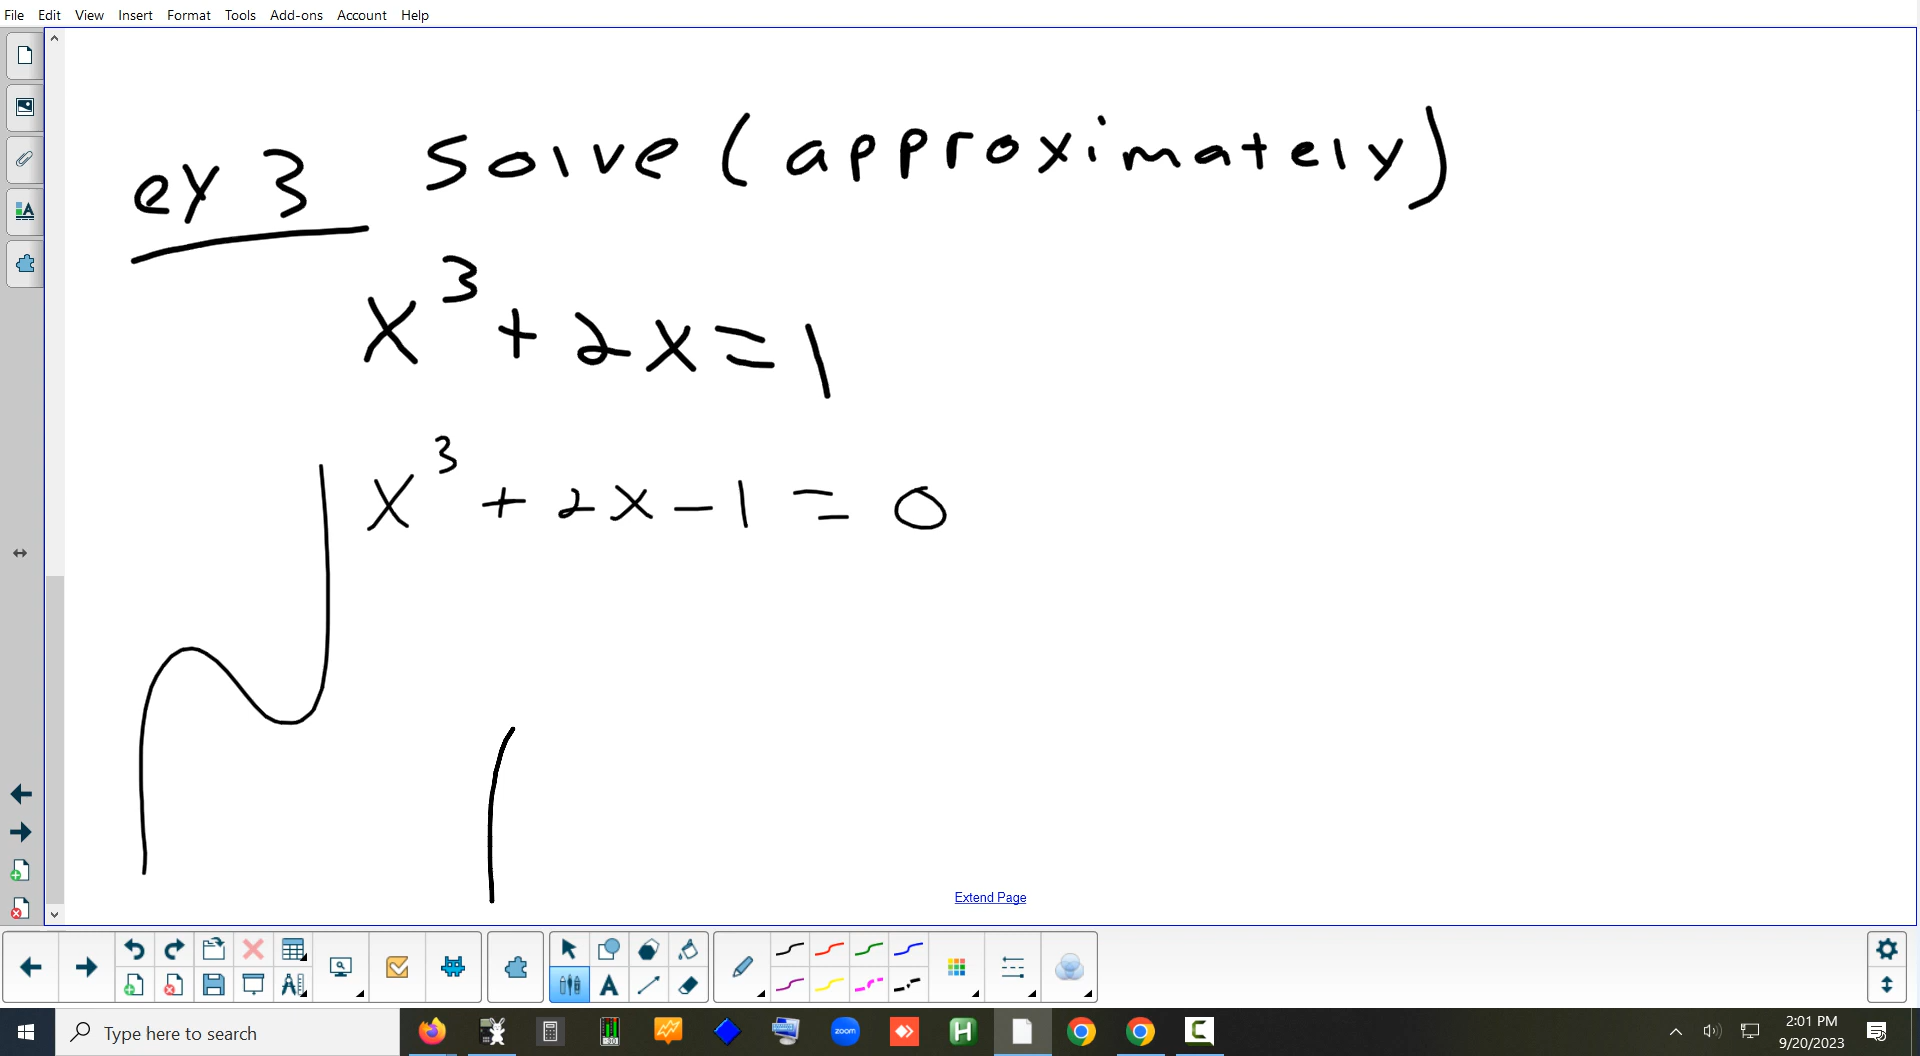 File Edit View Insert Format Tools Add-ons Account Help
ex 3 solve (approximately)
x³ + 2x = 1
x³ + 2x - 1 = 0
Extend Page
Type here to search
zoom
2:01 PM
9/20/2023